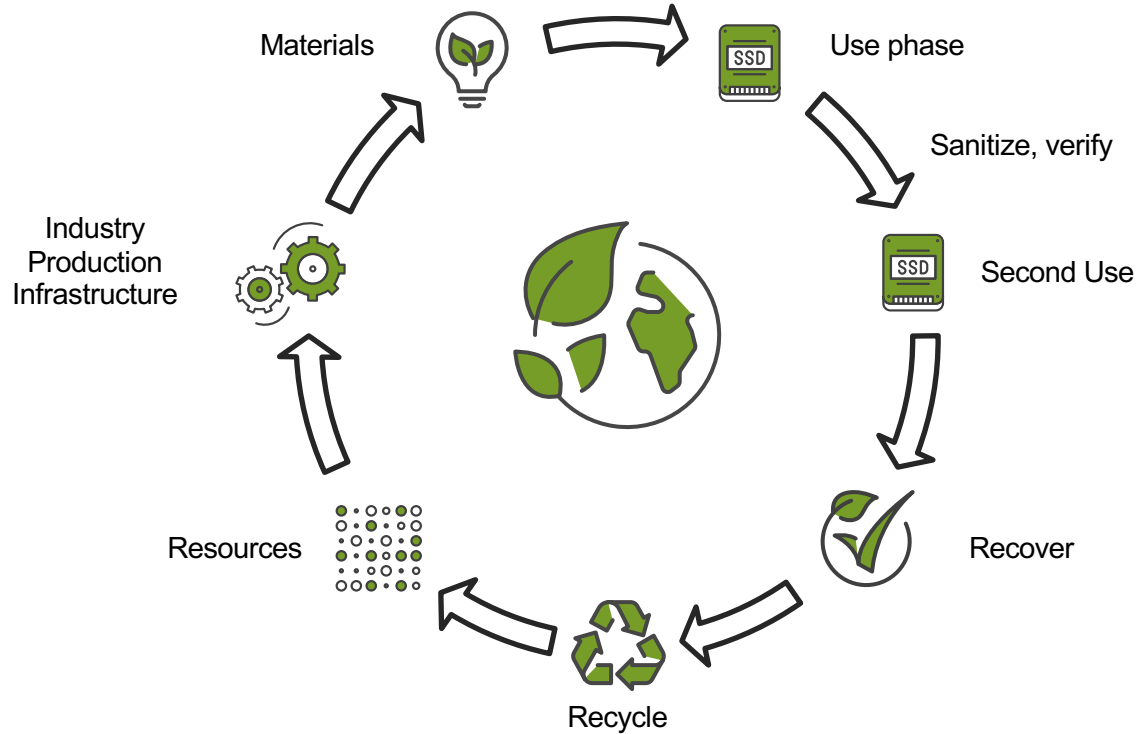 Materials
SSD
Use phase
Sanitize, verify
Industry
Production
Infrastructure
SSD
Second Use
Resources
Recover
Recycle